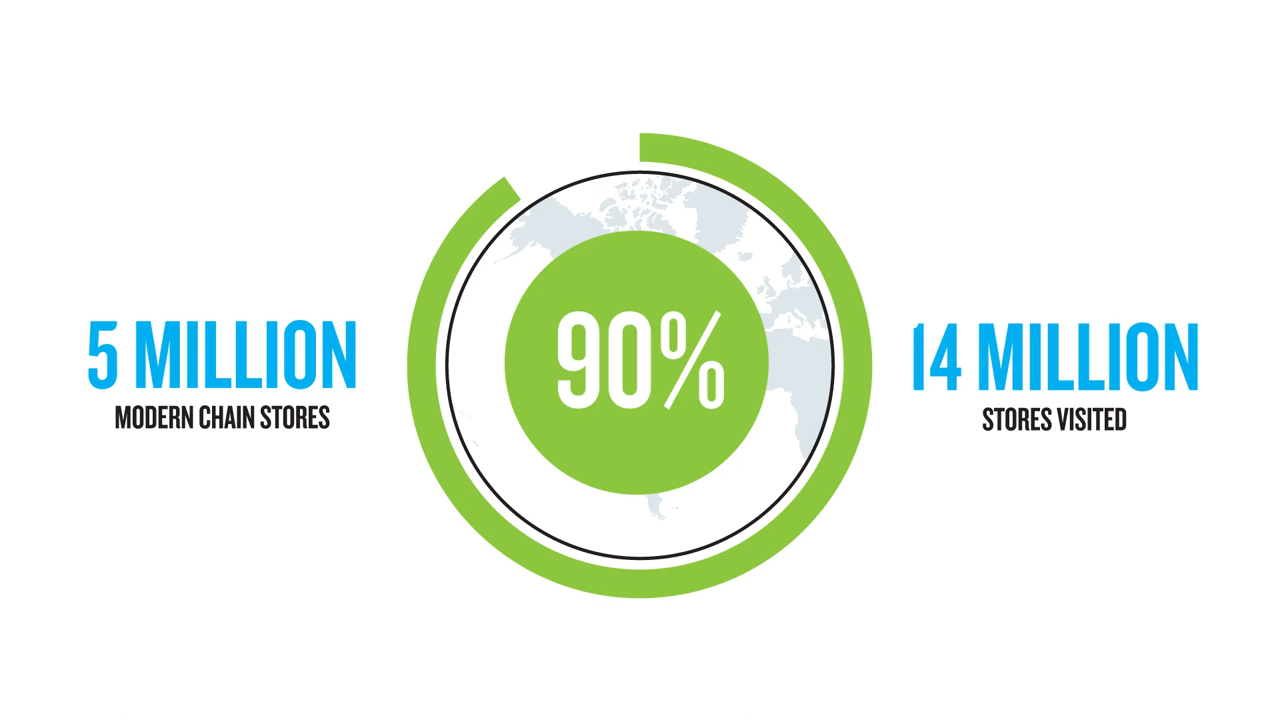 5 MILLION
MODERN CHAIN STORES
90%
14 MILLION
STORES VISITED